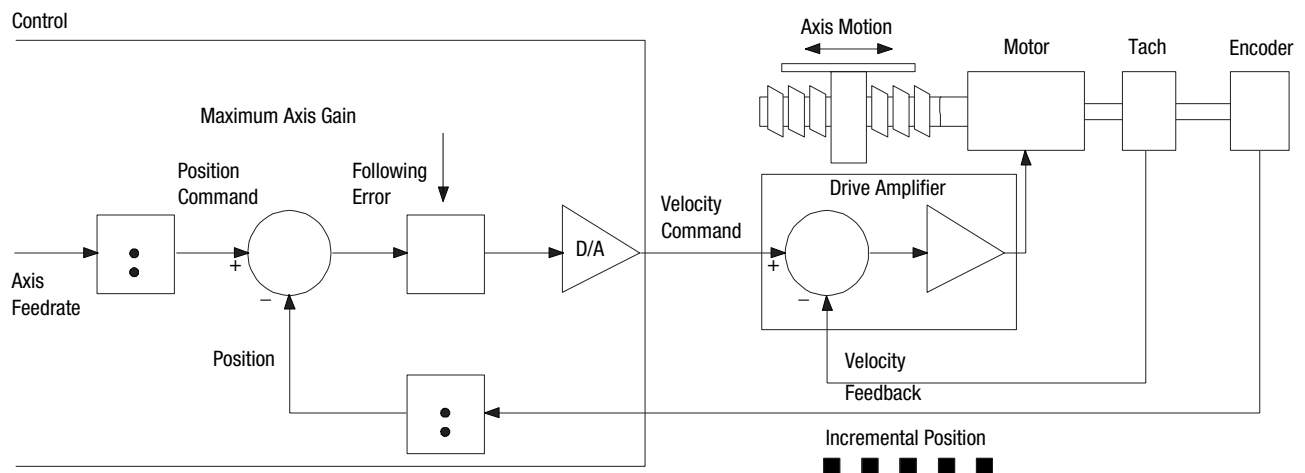 Control
Axis Motion
Motor
Tach
Encoder
Maximum Axis Gain
Position
Command
Following
Error
Drive Amplifier
Velocity
Command
D/A
+
−
+
−
Axis
Feedrate
Position
Velocity
Feedback
Incremental Position